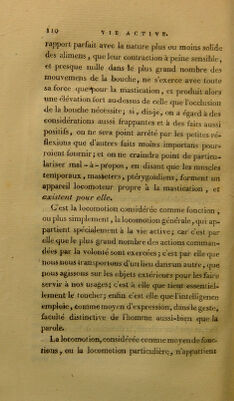 110 VIE ACTIVE.
rapport parfait avec la nature plus ou moins solide
des alimens, que leur contraction à peine sensible,
et presque nulle dans le plus grand nombre des
mouvemens de la bouche, ne s'exerce avec toute
sa force que pour la mastication, et produit alors
une élévation fort au-dessus de celle que l'occlusion
de la bouche nécessite; si, disje, on a égard à des
considérations aussi frappantes et à des faits aussi
positifs, on ne sera point arrêté par les petites ré-
flexions que d'autres faits moins importans pour-
roient fournir; et on ne craindra point de particu-
lariser mal-à-propos, en disant que les muscles
temporaux, masseters, ptérygoïdiens, forment un
appareil locomoteur propre à la mastication, et
existent pour elle.
C'est la locomotion considérée comme fonction,
ou plus simplement, la locomotion générale, qui ap-
partient spécialement à la vie active; car c'est par
elle que le plus grand nombre des actions comman-
dées par la volonté sont exercées; c'est par elle que
nous nous transportons d'un lieu dans un autre, que
nous agissons sur les objets extérieurs pour les faire
servir à nos usages; c'est à elle que tient essentiel-
lement le toucher; enfin c'est elle que l'intelligence
emploie, comme moyen d'expression, dans le geste,
faculté distinctive de l'homme aussi-bien que la
parole.
La locomotion, considérée comme moyen de fonc-
tions, ou la locomotion particulière, n'appartient